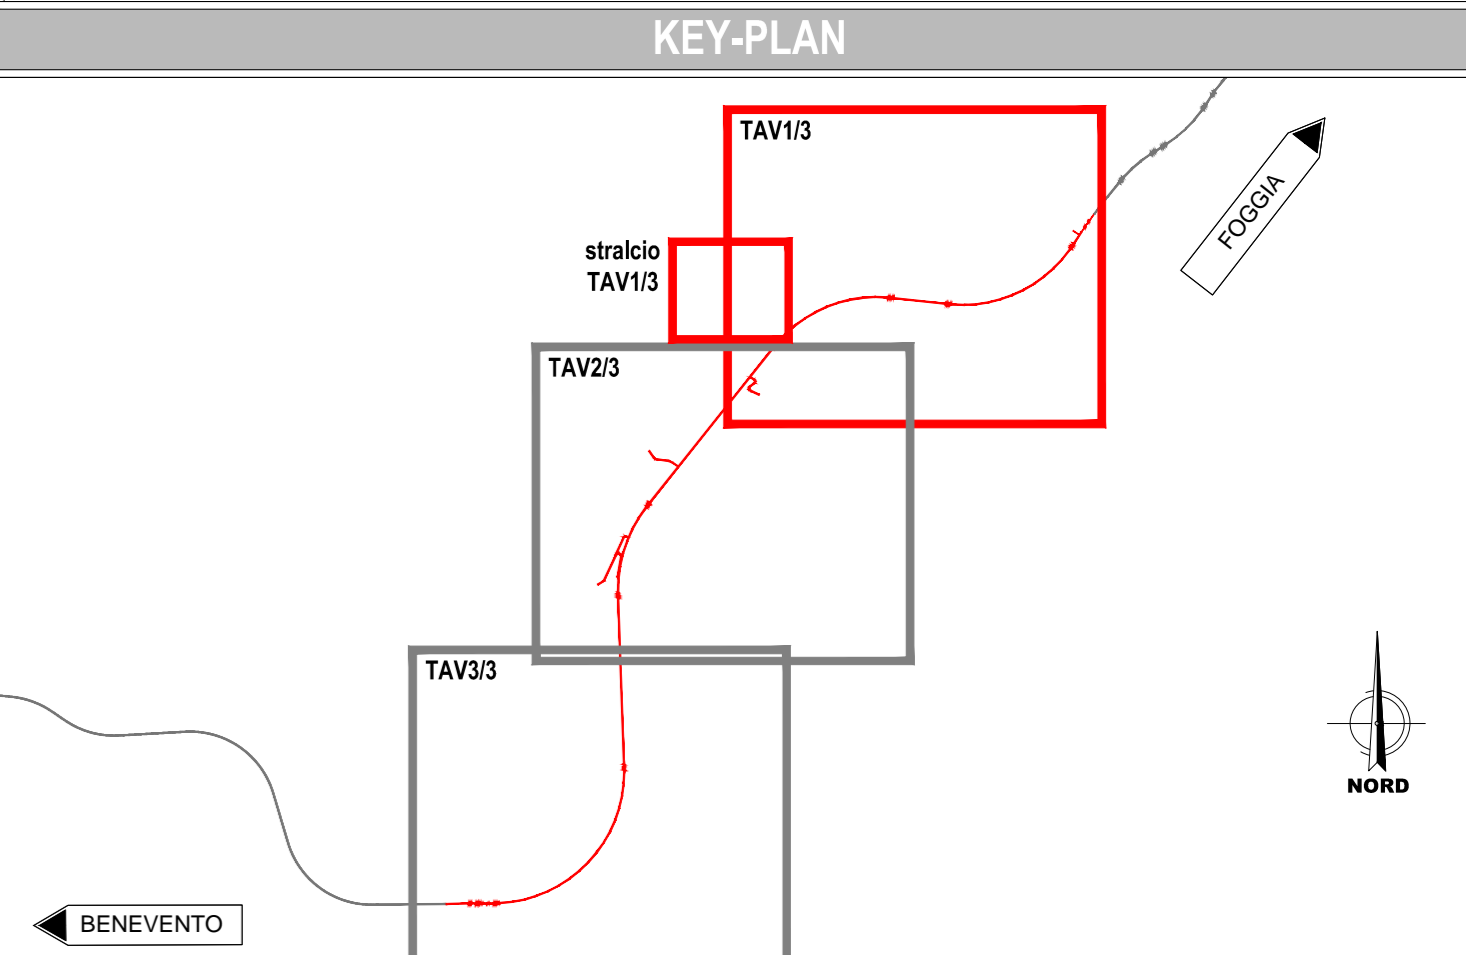 KEY-PLAN
TAV1/3
FOGGIA
stralcio
TAV1/3
TAV2/3
TAV3/3
NORD
BENEVENTO